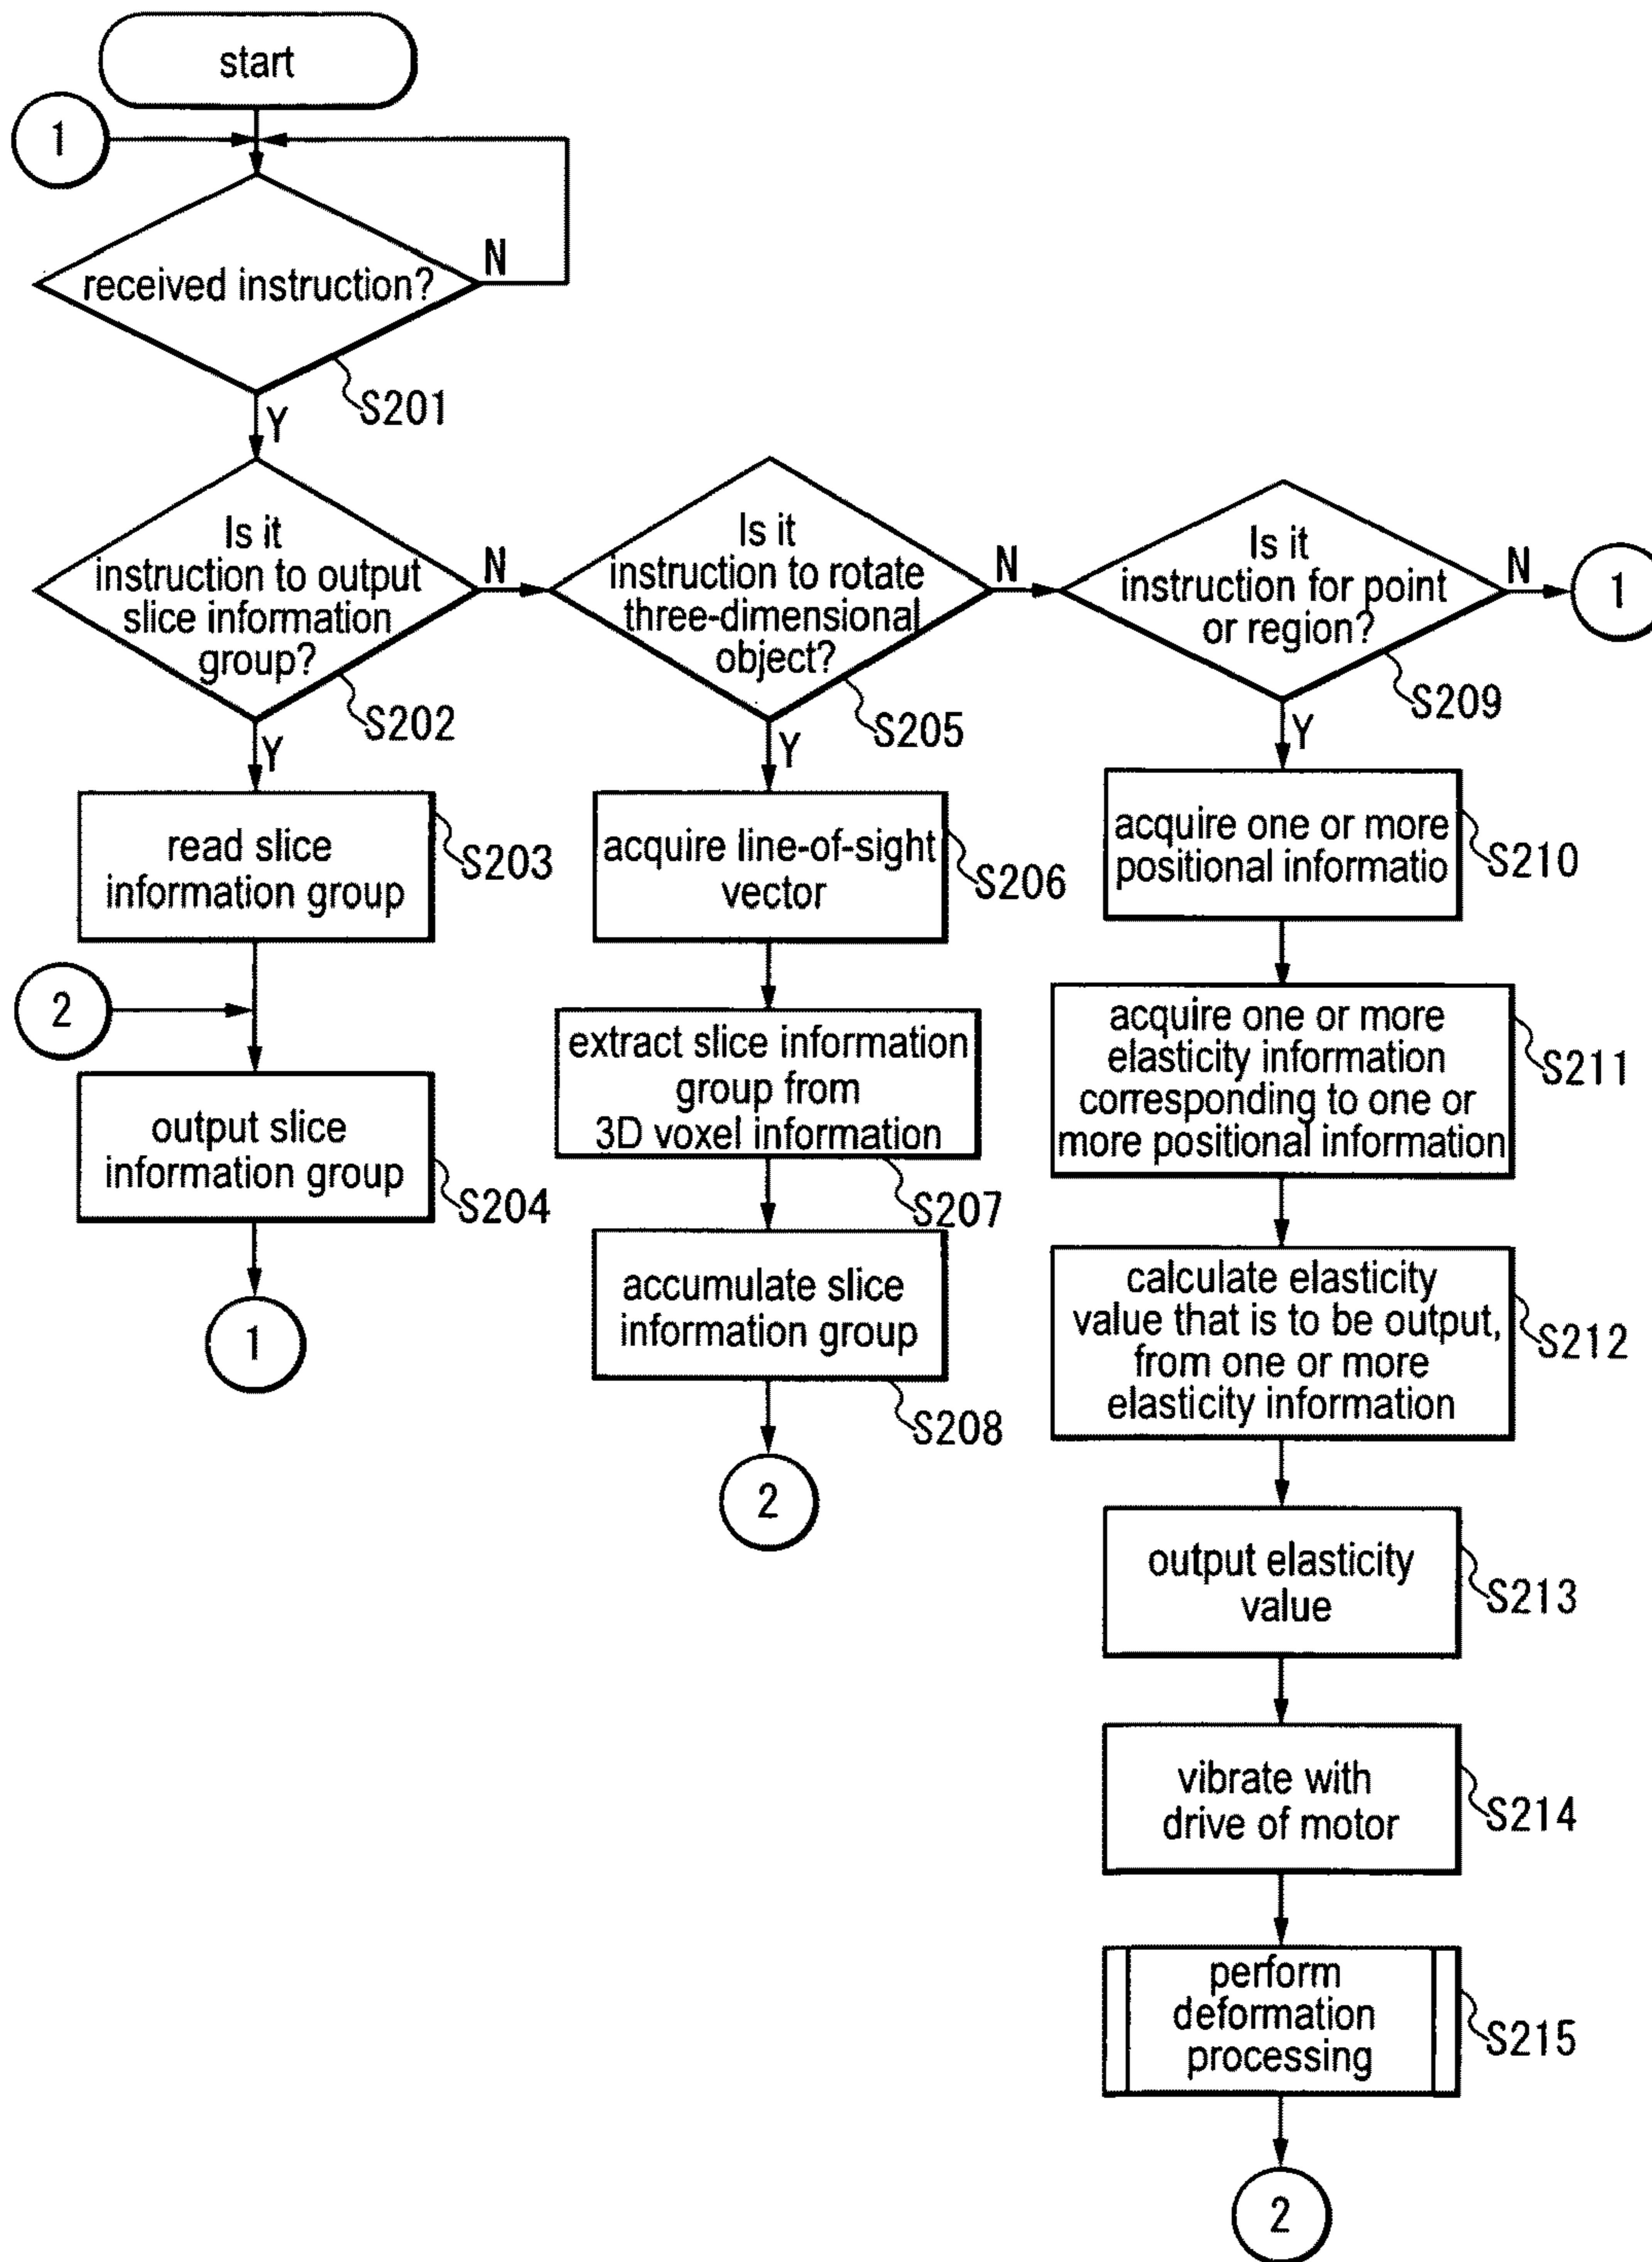 start
1
received instruction?
N
S201
Y
Is it
instruction to output
slice information
group?
N
S202
Y
read slice
information group
S203
2
output slice
information group
S204
1
Is it
instruction to rotate
three-dimensional
object?
N
S205
Y
acquire line-of-sight
vector
S206
extract slice information
group from
3D voxel information
S207
accumulate slice
information group
S208
2
Is it
instruction for point
or region?
N
1
S209
Y
acquire one or more
positional informatio
S210
acquire one or more
elasticity information
corresponding to one or
more positional information
S211
calculate elasticity
value that is to be output,
from one or more
elasticity information
S212
output elasticity
value
S213
vibrate with
drive of motor
S214
perform
deformation
processing
S215
2